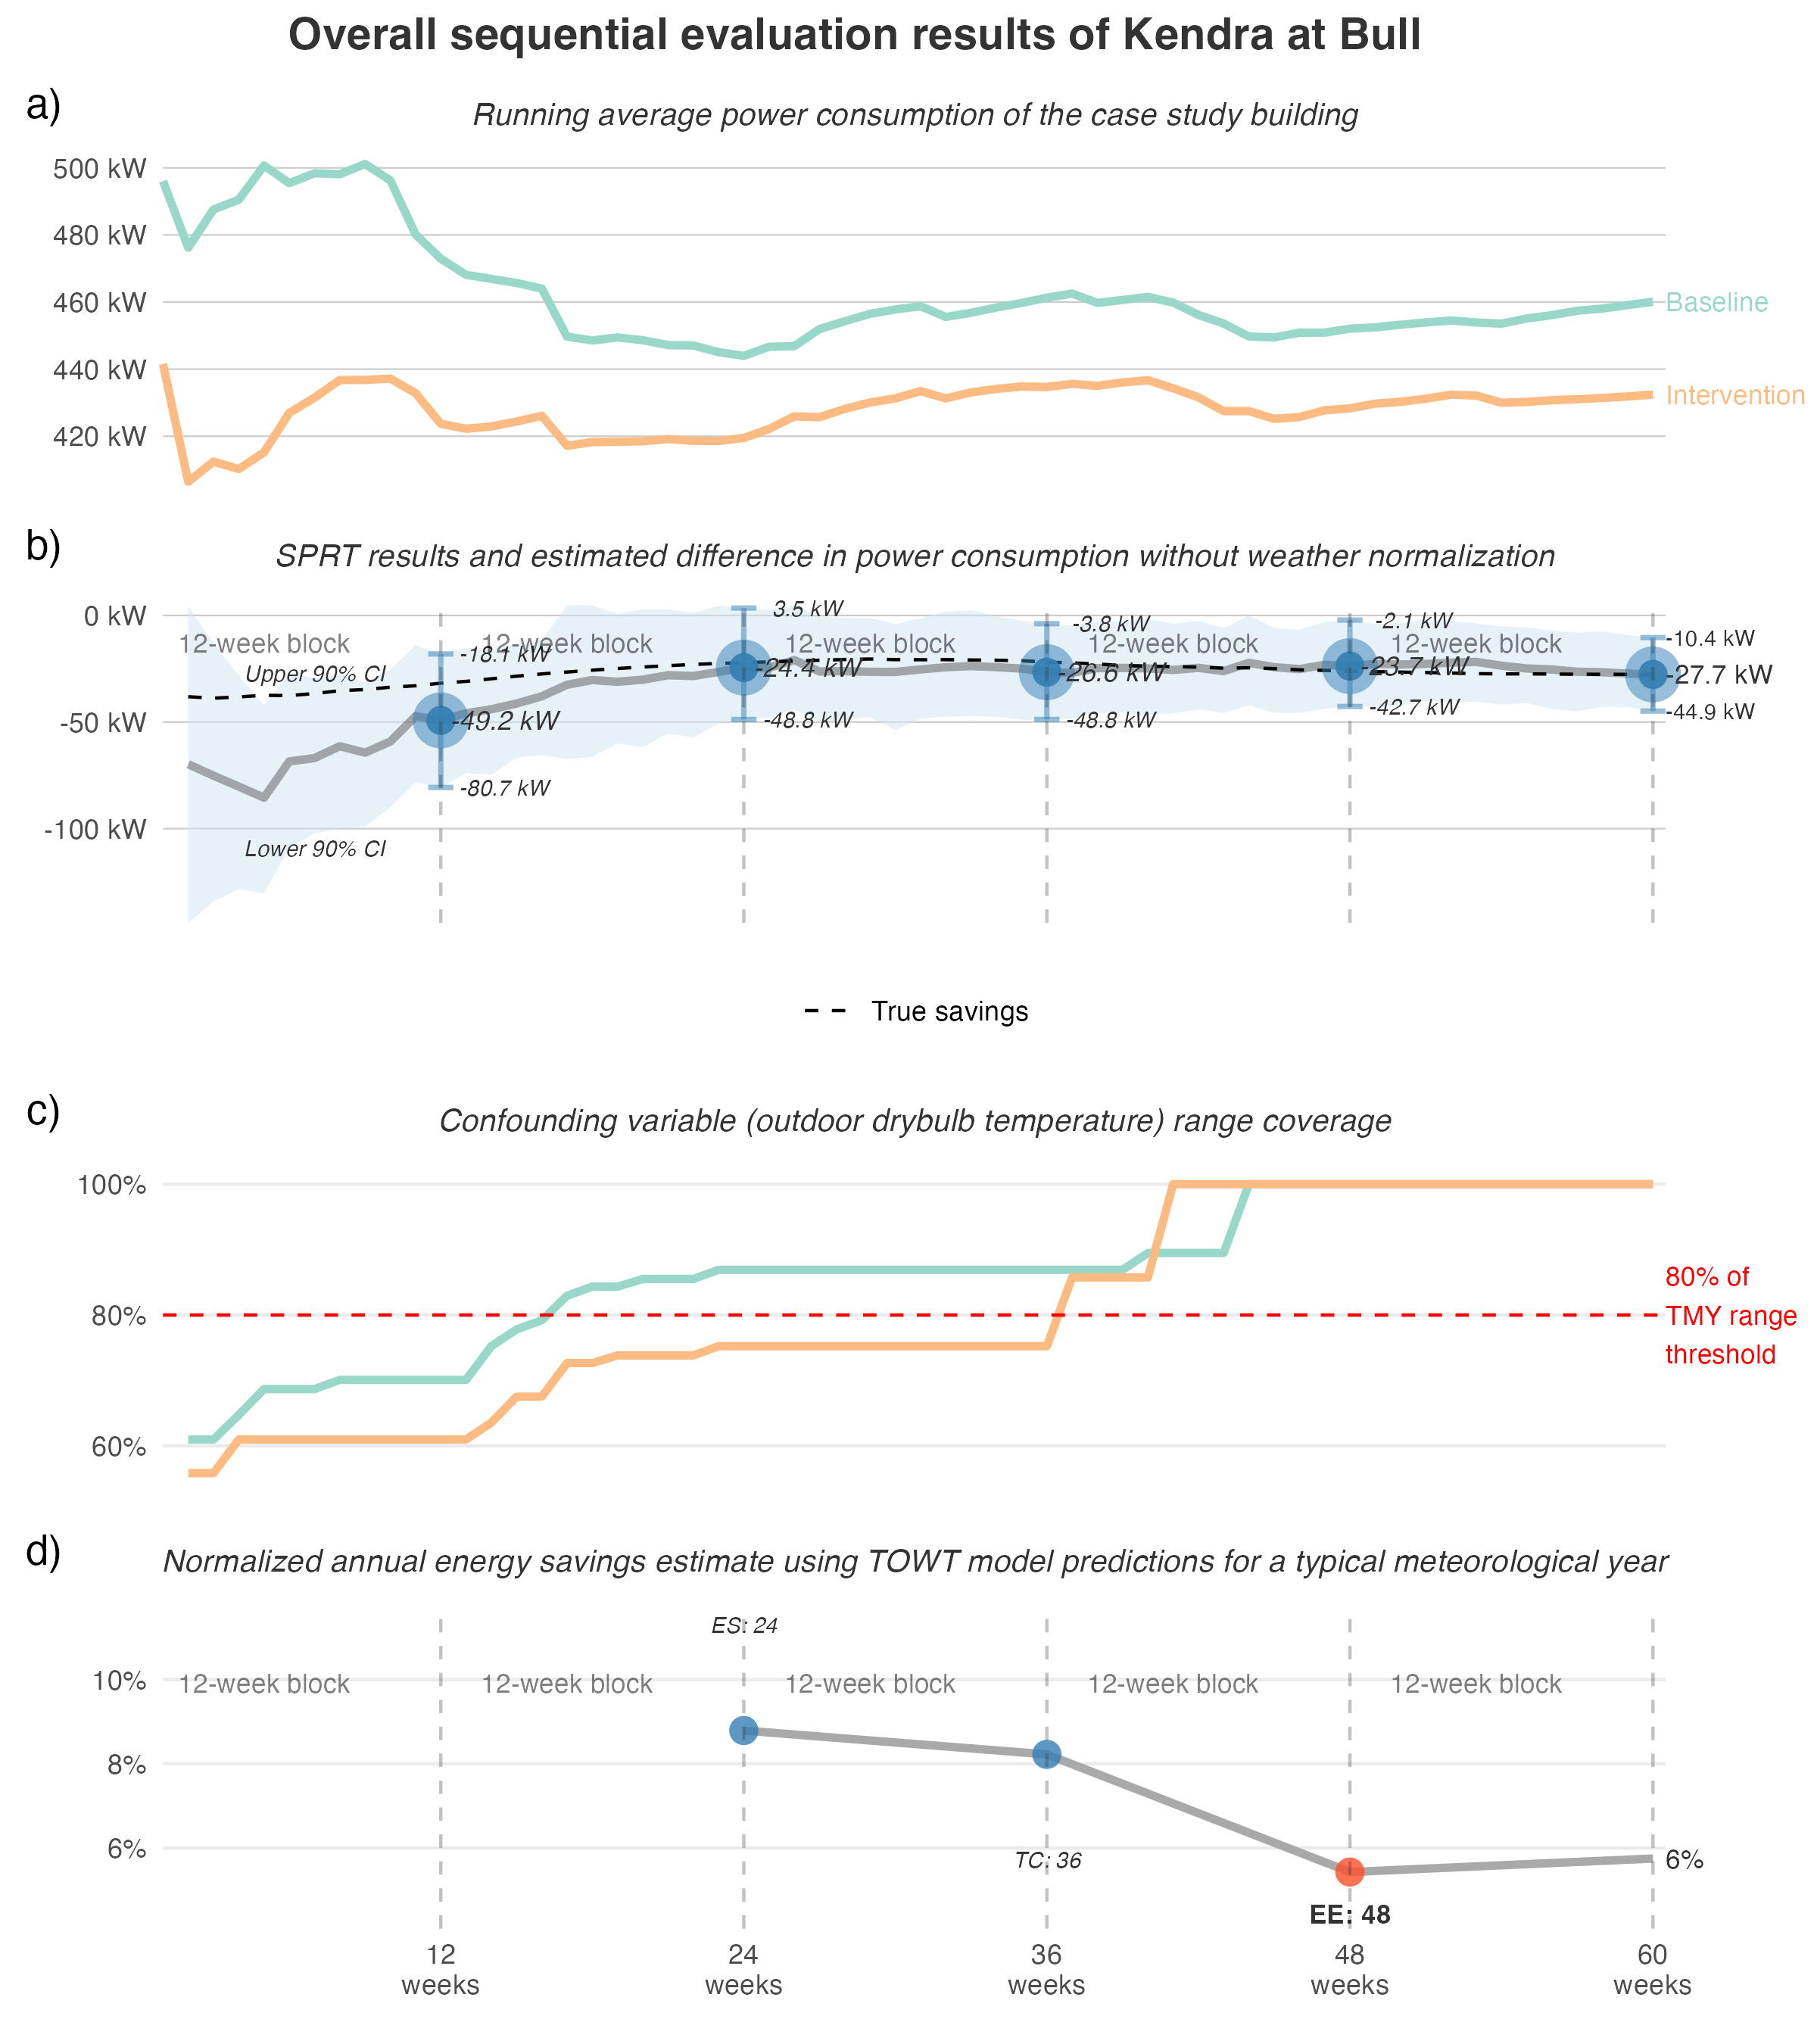 Overall sequential evaluation results of Kendra at Bull
a)
Running average power consumption of the case study building
500 kW
480 kW
460 kW
440 kW
420 kW
Baseline
Intervention
b)
SPRT results and estimated difference in power consumption without weather normalization
0 kW
-50 kW
-100 kW
12-week block
12-week block
12-week block
12-week block
12-week block
Upper 90% CI
Lower 90% CI
-18.1 kW
-49.2 kW
-80.7 kW
3.5 kW
-24.4 kW
-48.8 kW
-3.8 kW
-26.6 kW
-48.8 kW
-2.1 kW
-23.7 kW
-42.7 kW
-10.4 kW
-27.7 kW
-44.9 kW
True savings
c)
Confounding variable (outdoor drybulb temperature) range coverage
100%
80%
60%
80% of
TMY range
threshold
d)
Normalized annual energy savings estimate using TOWT model predictions for a typical meteorological year
ES: 24
10%
8%
6%
12-week block
12-week block
12-week block
12-week block
12-week block
TC: 36
EE: 48
6%
12
weeks
24
weeks
36
weeks
48
weeks
60
weeks